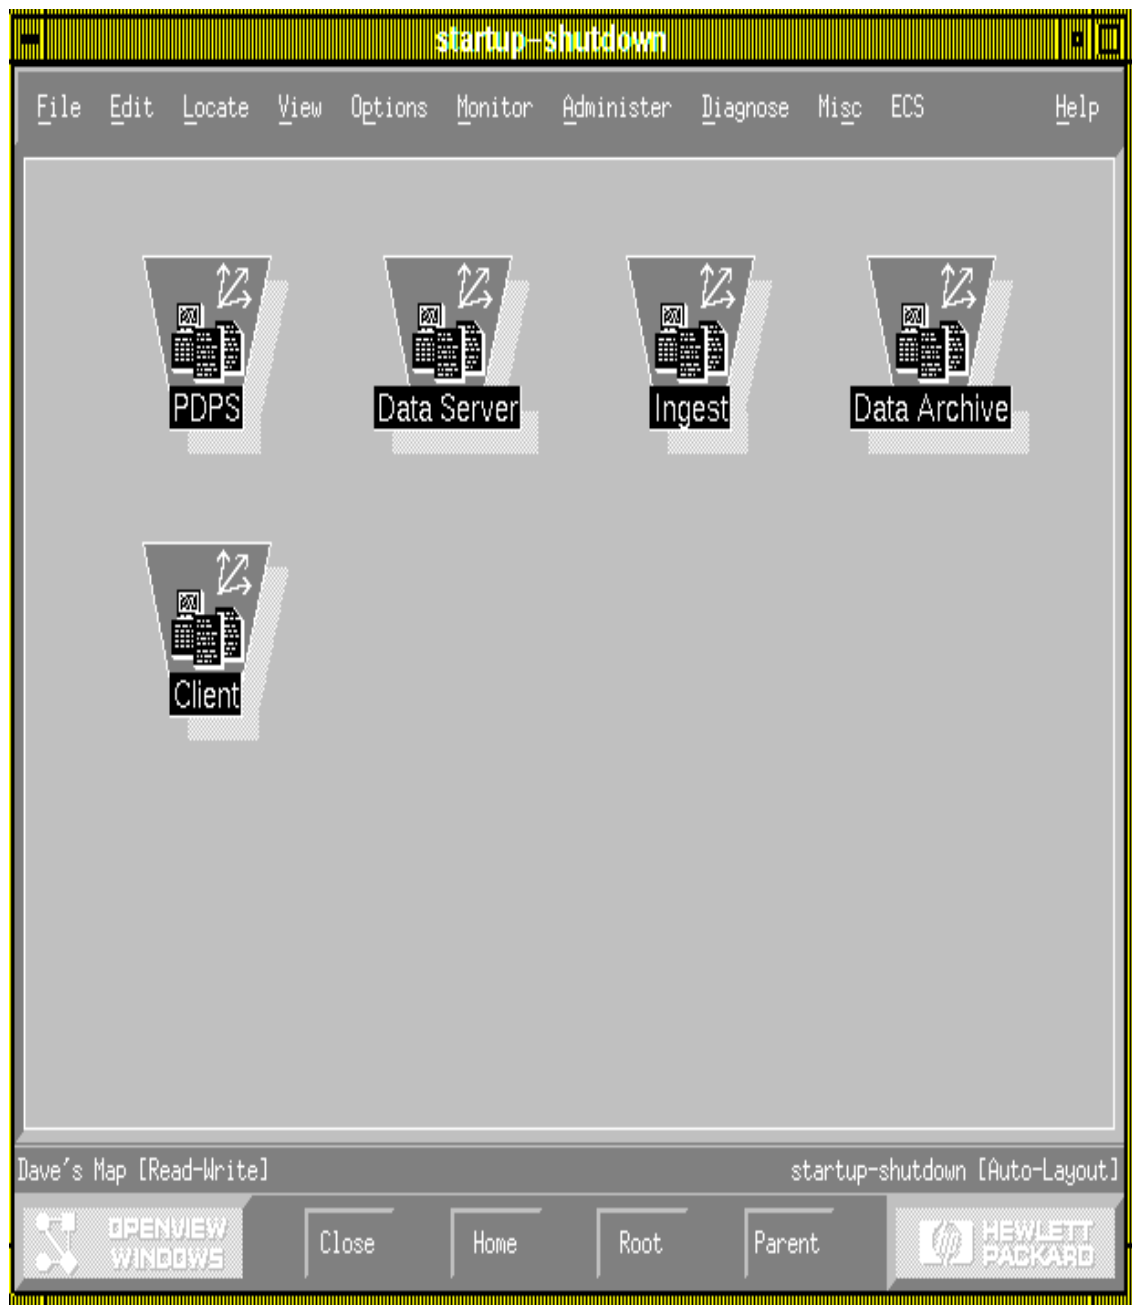 startup-shutdown
File Edit Locate View Options Monitor Administer Diagnose Misc ECS Help
PDPS Data Server Ingest Data Archive
Client
Dave's Map [Read-Write] startup-shutdown [Auto-Layout]
OPENVIEW
WINDOWS
Close Home Root Parent
hp
HEWLETT
PACKARD